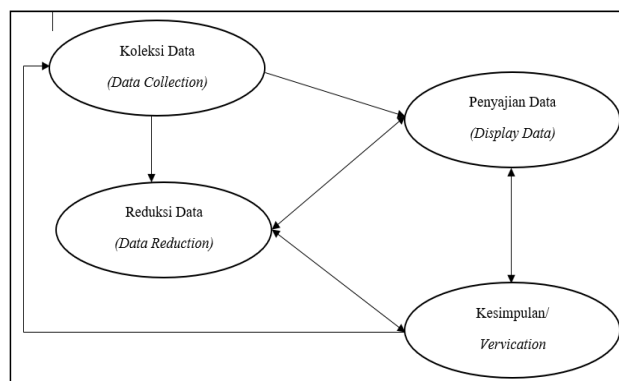 Koleksi Data
(Data Collection)
Penyajian Data
(Display Data)
Reduksi Data
(Data Reduction)
Kesimpulan/
Vervication